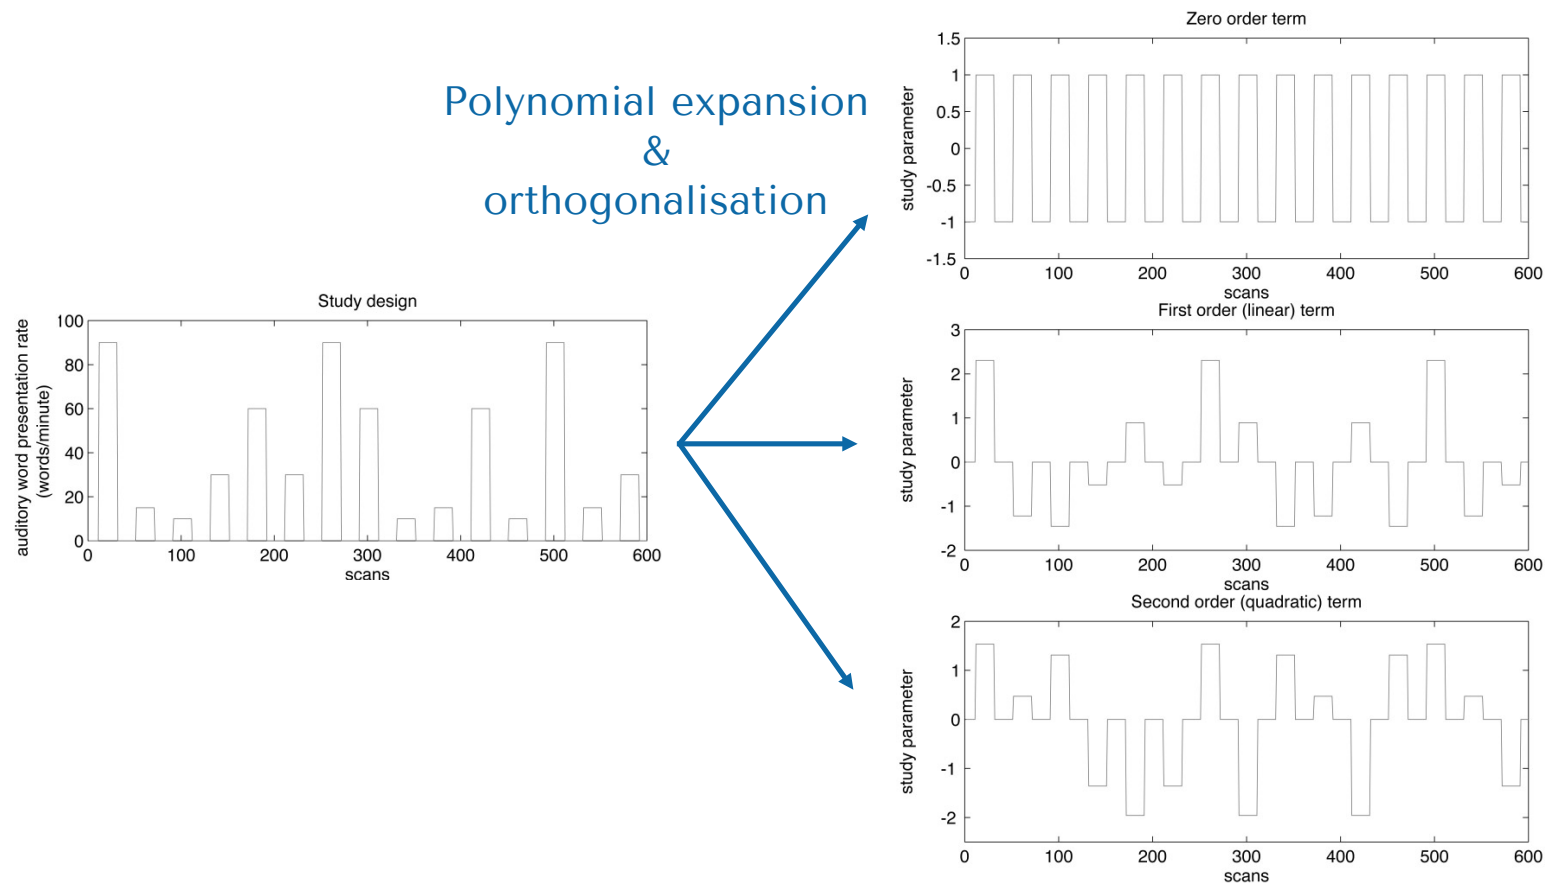 Polynomial expansion
&
orthogonalisation
Study design
auditory word presentation rate
(words/minute)
100
80
60
40
20
0
0 100 200 300 400 500 600
scans
Zero order term
study parameter
1.5
1
0.5
0
-0.5
-1
-1.5
0 100 200 300 400 500 600
scans
First order (linear) term
study parameter
3
2
1
0
-1
-2
0 100 200 300 400 500 600
scans
Second order (quadratic) term
study parameter
2
1
0
-1
-2
0 100 200 300 400 500 600
scans